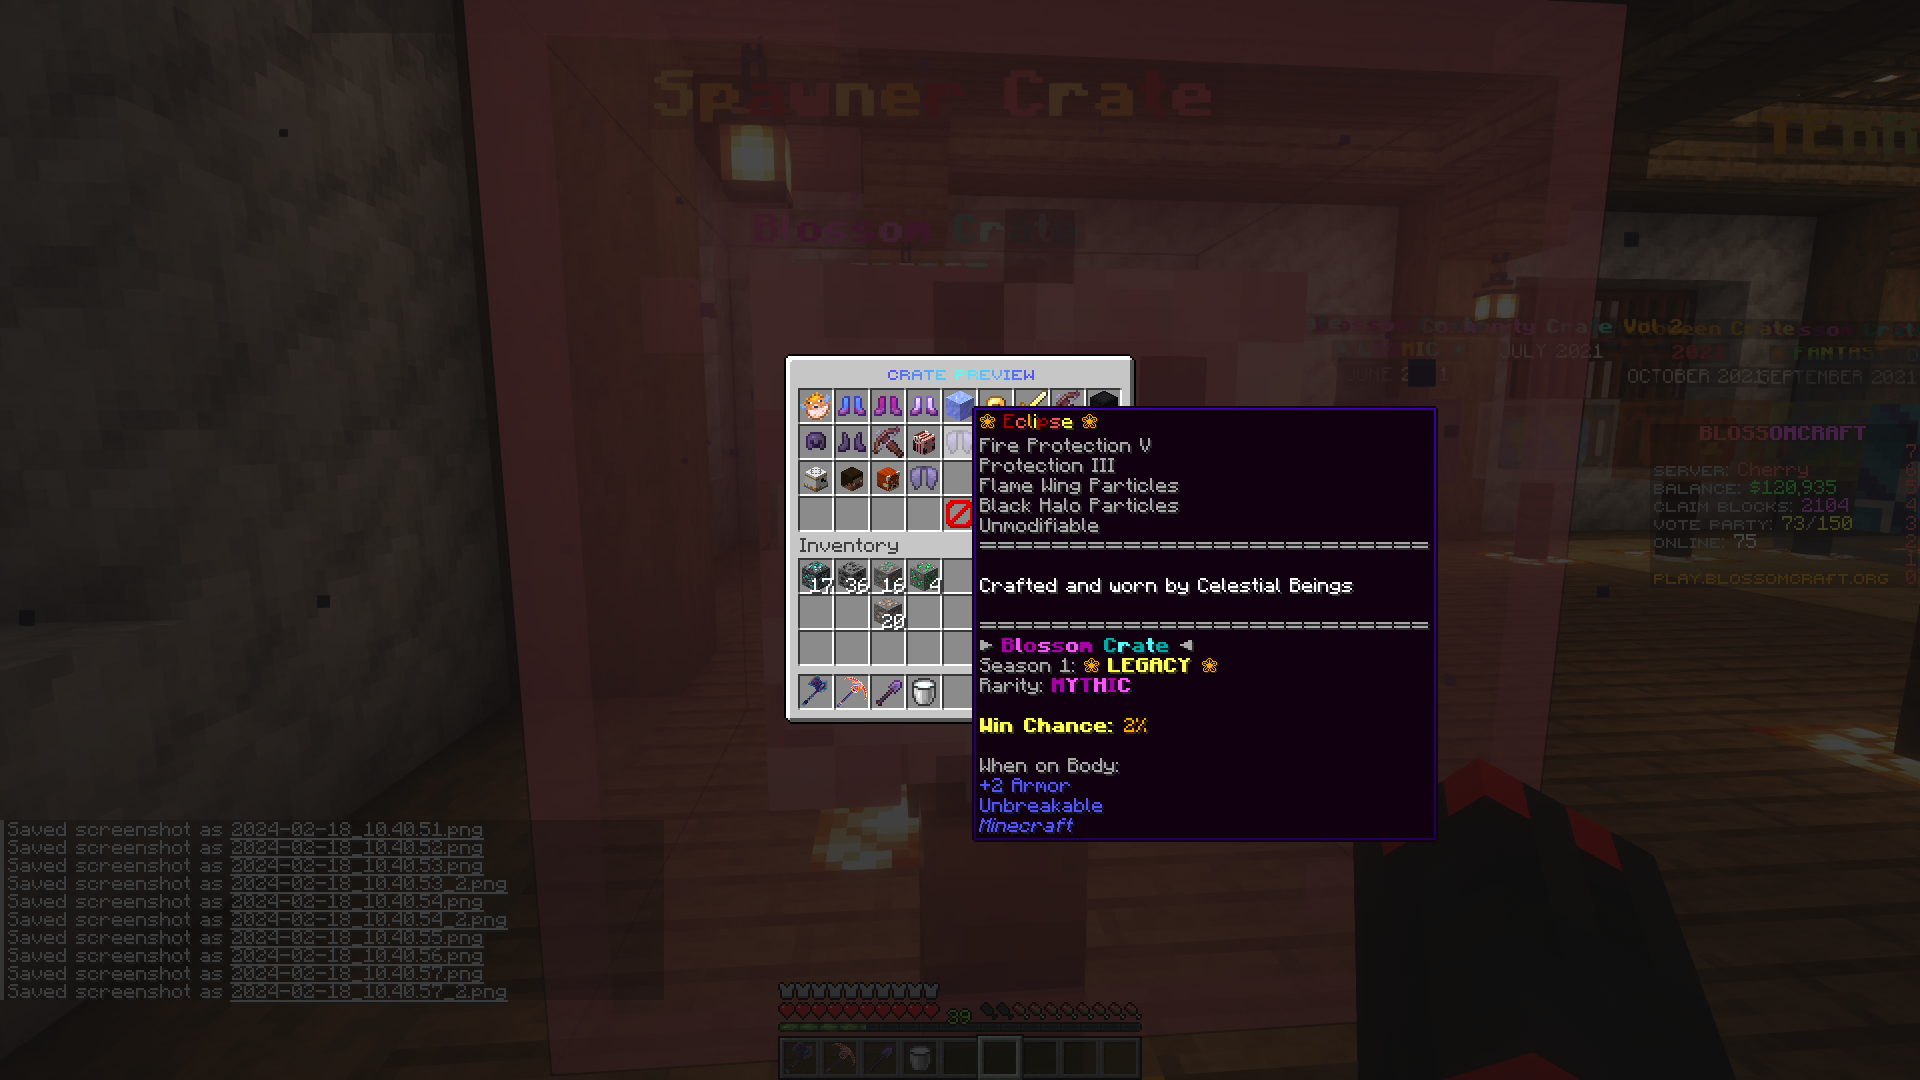 Spawner Crate
Blossom Crate
Crate Vol 2
JULY 2021
OCTOBER 2021
SEPTEMBER 2021
CRATE PREVIEW
❀ Eclipse ❀
Fire Protection V
Protection III
Flame Wing Particles
Black Halo Particles
Unmodifiable
Crafted and worn by Celestial Beings
▶ Blossom Crate ◀
Season 1: ❀ LEGACY ❀
Rarity: MYTHIC
Win Chance: 2%
When on Body:
+2 Armor
Unbreakable
Minecraft
Inventory
17 36 16 4
20
BLOSSOMCRAFT
SERVER: Cherry
BALANCE: $120,935
CLAIM BLOCKS: 2104
VOTE PARTY: 73/150
ONLINE: 75
PLAY.BLOSSOMCRAFT.ORG
Saved screenshot as 2024-02-18_10.40.51.png
Saved screenshot as 2024-02-18_10.40.52.png
Saved screenshot as 2024-02-18_10.40.53.png
Saved screenshot as 2024-02-18_10.40.53_2.png
Saved screenshot as 2024-02-18_10.40.54.png
Saved screenshot as 2024-02-18_10.40.54_2.png
Saved screenshot as 2024-02-18_10.40.55.png
Saved screenshot as 2024-02-18_10.40.56.png
Saved screenshot as 2024-02-18_10.40.57.png
Saved screenshot as 2024-02-18_10.40.57_2.png
39